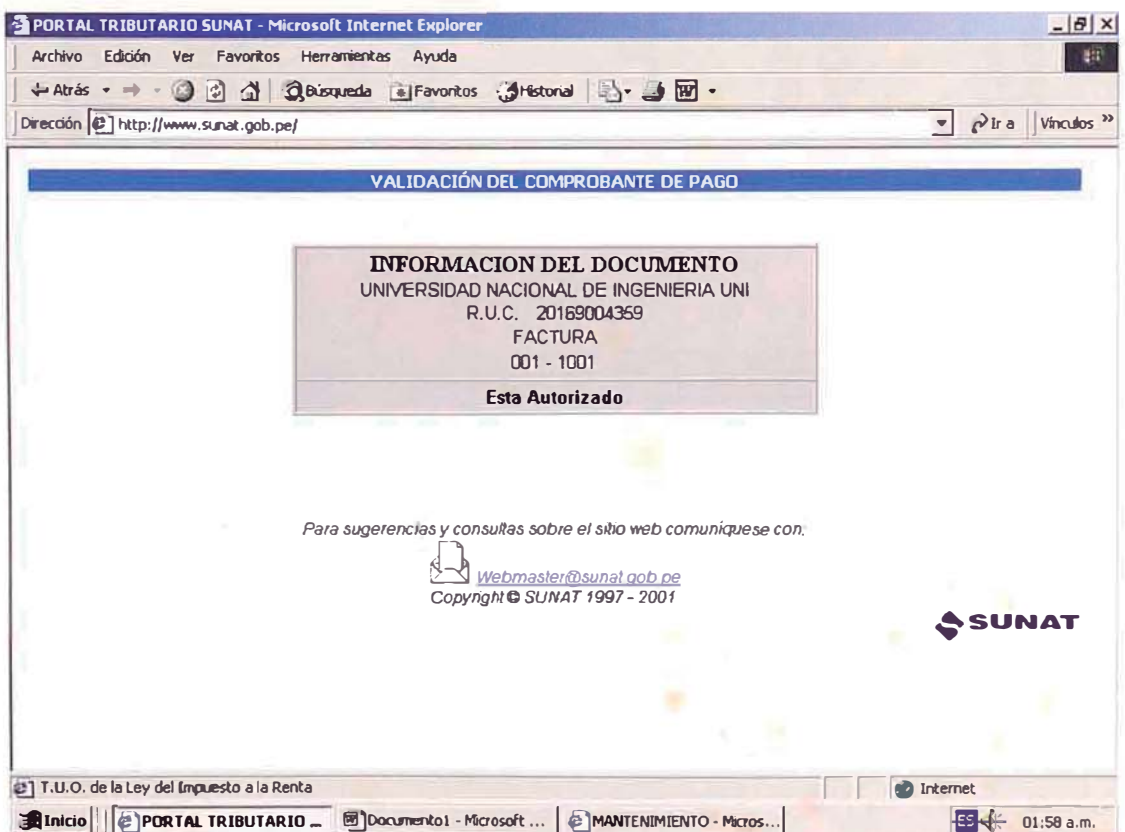 PORTAL TRIBUTARIO SUNAT - Microsoft Internet Explorer
Archivo Edición Ver Favoritos Herramientas Ayuda
Atrás Búsqueda Favoritos Historial
Dirección http://www.sunat.gob.pe/ Ir a Vínculos »
VALIDACIÓN DEL COMPROBANTE DE PAGO
INFORMACION DEL DOCUMENTO
UNIVERSIDAD NACIONAL DE INGENIERIA UNI
R.U.C. 20169004359
FACTURA
001 - 1001
Esta Autorizado
Para sugerencias y consultas sobre el sitio web comuníquese con:
Webmaster@sunat.gob.pe
Copyright © SUNAT 1997 - 2001
SUNAT
T.U.O. de la Ley del Impuesto a la Renta Internet
Inicio PORTAL TRIBUTARIO ... Documento1 - Microsoft ... MANTENIMIENTO - Micros... ES 01:58 a.m.